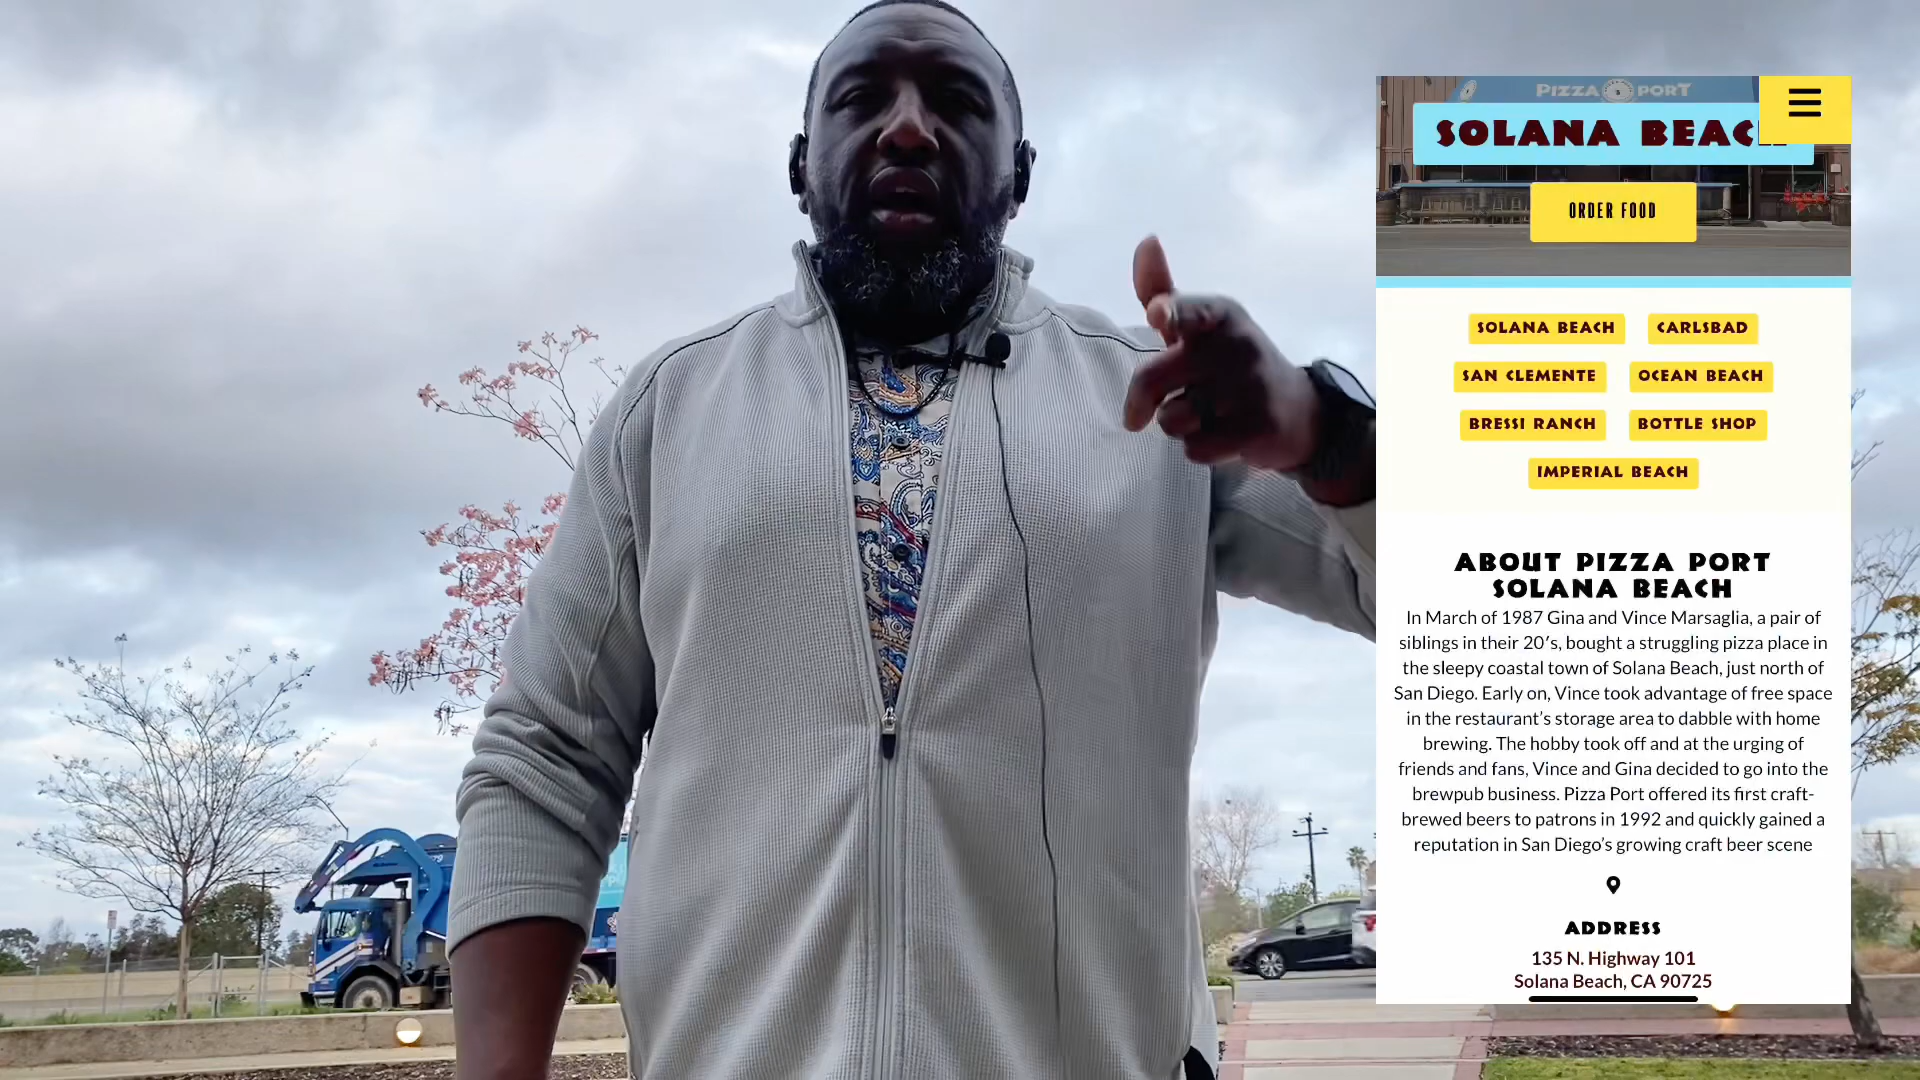 PIZZA PORT
SOLANA BEAC
ORDER FOOD
SOLANA BEACH
CARLSBAD
SAN CLEMENTE
OCEAN BEACH
BRESSI RANCH
BOTTLE SHOP
IMPERIAL BEACH
ABOUT PIZZA PORT
SOLANA BEACH
In March of 1987 Gina and Vince Marsaglia, a pair of
siblings in their 20's, bought a struggling pizza place in
the sleepy coastal town of Solana Beach, just north of
San Diego. Early on, Vince took advantage of free space
in the restaurant's storage area to dabble with home
brewing. The hobby took off and at the urging of
friends and fans, Vince and Gina decided to go into the
brewpub business. Pizza Port offered its first craft-
brewed beers to patrons in 1992 and quickly gained a
reputation in San Diego's growing craft beer scene
ADDRESS
135 N. Highway 101
Solana Beach, CA 90725